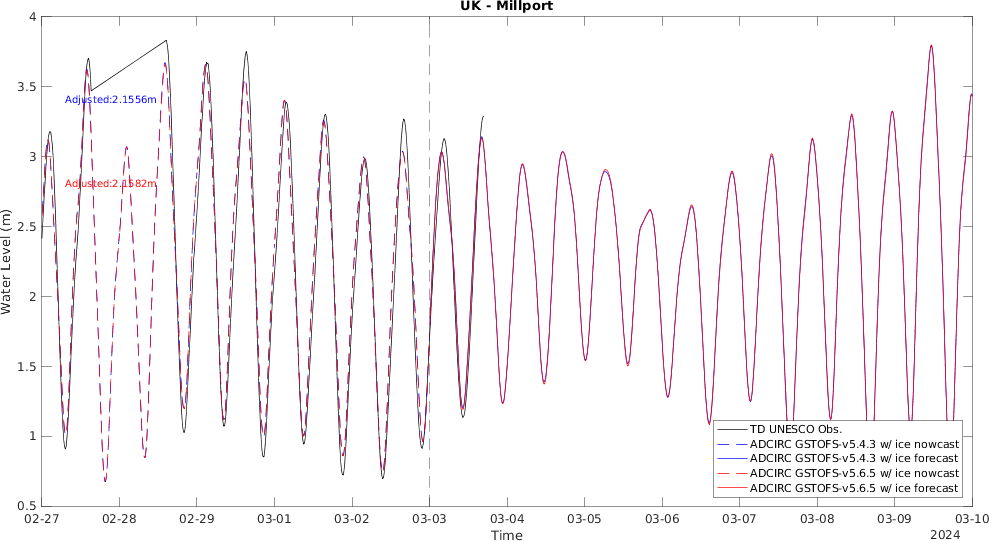 UK - Millport
4
3.5
3
2.5
2
1.5
1
0.5
Water Level (m)
Adjusted:2.1556m
Adjusted:2.1582m
TD UNESCO Obs.
ADCIRC GSTOFS-v5.4.3 w/ ice nowcast
ADCIRC GSTOFS-v5.4.3 w/ ice forecast
ADCIRC GSTOFS-v5.6.5 w/ ice nowcast
ADCIRC GSTOFS-v5.6.5 w/ ice forecast
02-27 02-28 02-29 03-01 03-02 03-03 03-04 03-05 03-06 03-07 03-08 03-09 03-10
Time
2024